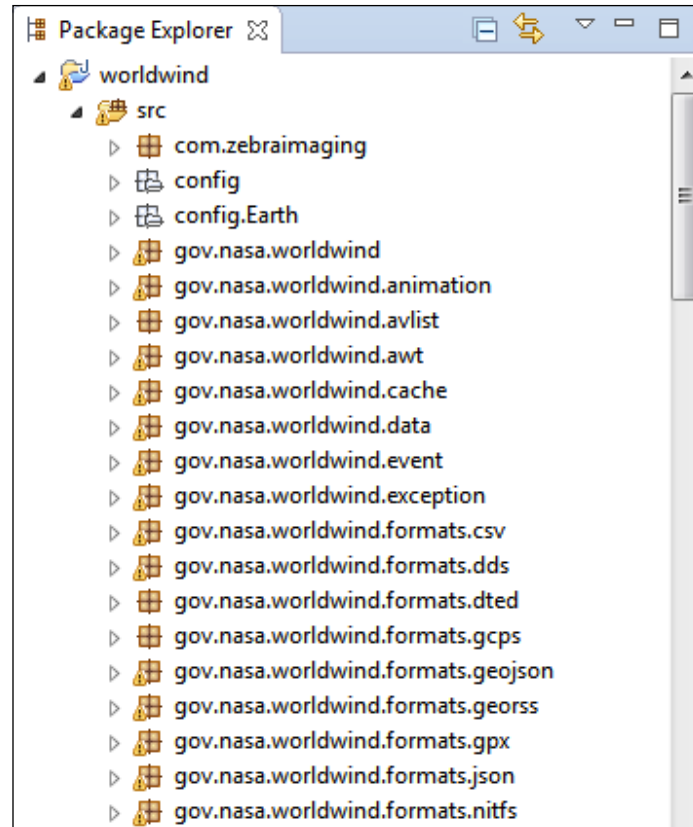 Package Explorer
worldwind
src
com.zebraimaging
config
config.Earth
gov.nasa.worldwind
gov.nasa.worldwind.animation
gov.nasa.worldwind.avlist
gov.nasa.worldwind.awt
gov.nasa.worldwind.cache
gov.nasa.worldwind.data
gov.nasa.worldwind.event
gov.nasa.worldwind.exception
gov.nasa.worldwind.formats.csv
gov.nasa.worldwind.formats.dds
gov.nasa.worldwind.formats.dted
gov.nasa.worldwind.formats.gcps
gov.nasa.worldwind.formats.geojson
gov.nasa.worldwind.formats.georss
gov.nasa.worldwind.formats.gpx
gov.nasa.worldwind.formats.json
gov.nasa.worldwind.formats.nitfs